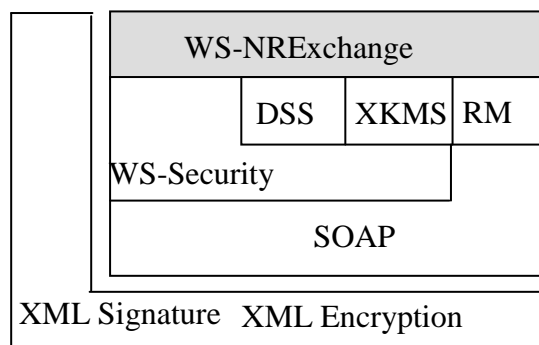 WS-NRExchange
DSS XKMS RM
WS-Security
SOAP
XML Signature XML Encryption